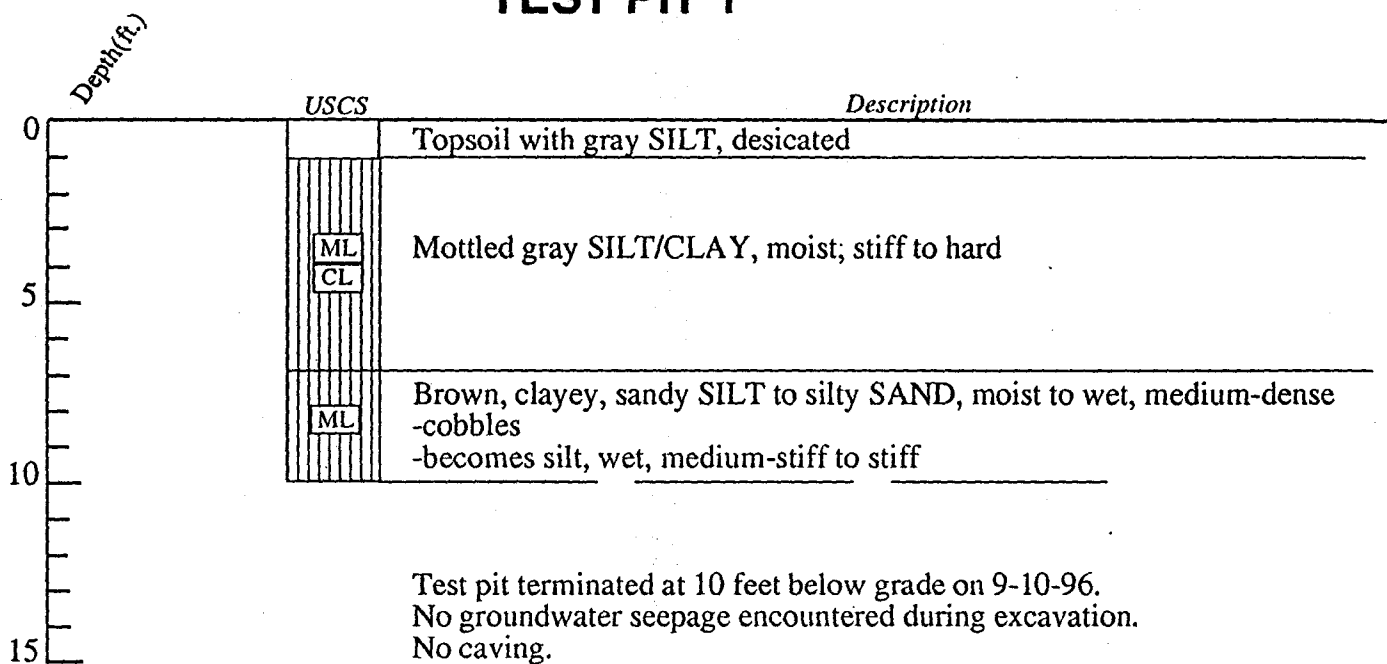 TEST PIT
Depth(ft.)
USCS
Description
0
Topsoil with gray SILT, desicated
ML
CL
Mottled gray SILT/CLAY, moist; stiff to hard
5
Brown, clayey, sandy SILT to silty SAND, moist to wet, medium-dense
ML
-cobbles
-becomes silt, wet, medium-stiff to stiff
10
Test pit terminated at 10 feet below grade on 9-10-96.
No groundwater seepage encountered during excavation.
No caving.
15